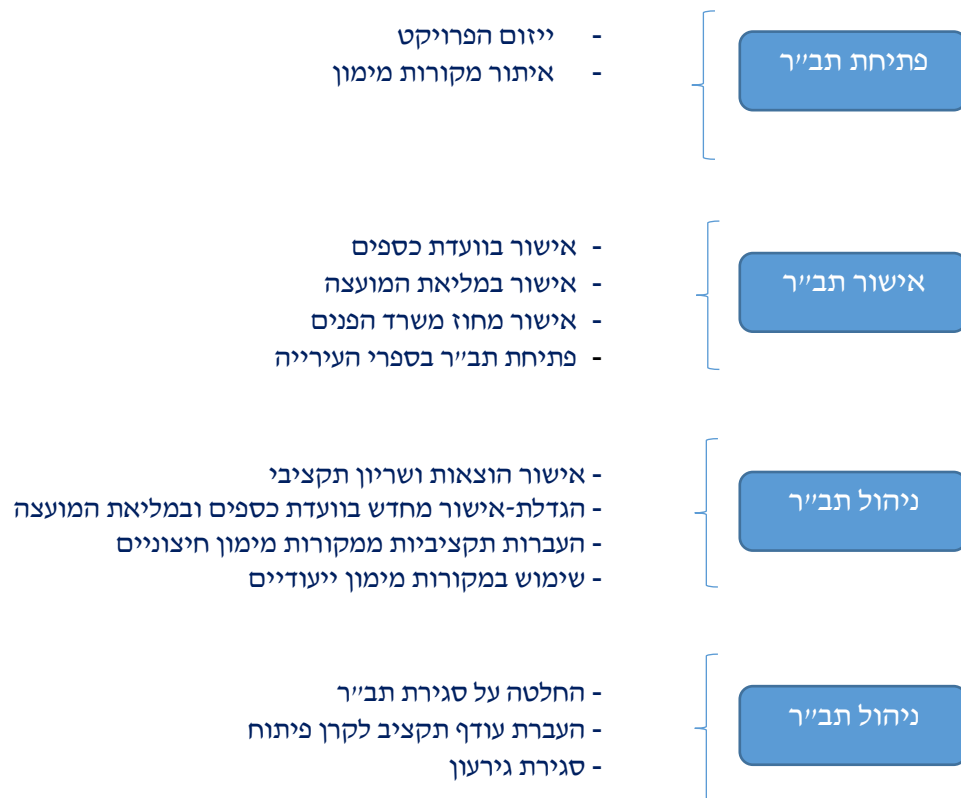 פתיחת תב״ר
- ייזום הפרויקט
- איתור מקורות מימון
אישור תב״ר
- אישור בוועדת כספים
- אישור במליאת המועצה
- אישור מחוז משרד הפנים
- פתיחת תב״ר בספרי העירייה
ניהול תב״ר
- אישור הוצאות ושריון תקציבי
- הגדלת-אישור מחדש בוועדת כספים ובמליאת המועצה
- העברות תקציביות ממקורות מימון חיצוניים
- שימוש במקורות מימון ייעודיים
ניהול תב״ר
- החלטה על סגירת תב״ר
- העברת עודף תקציב לקרן פיתוח
- סגירת גירעון